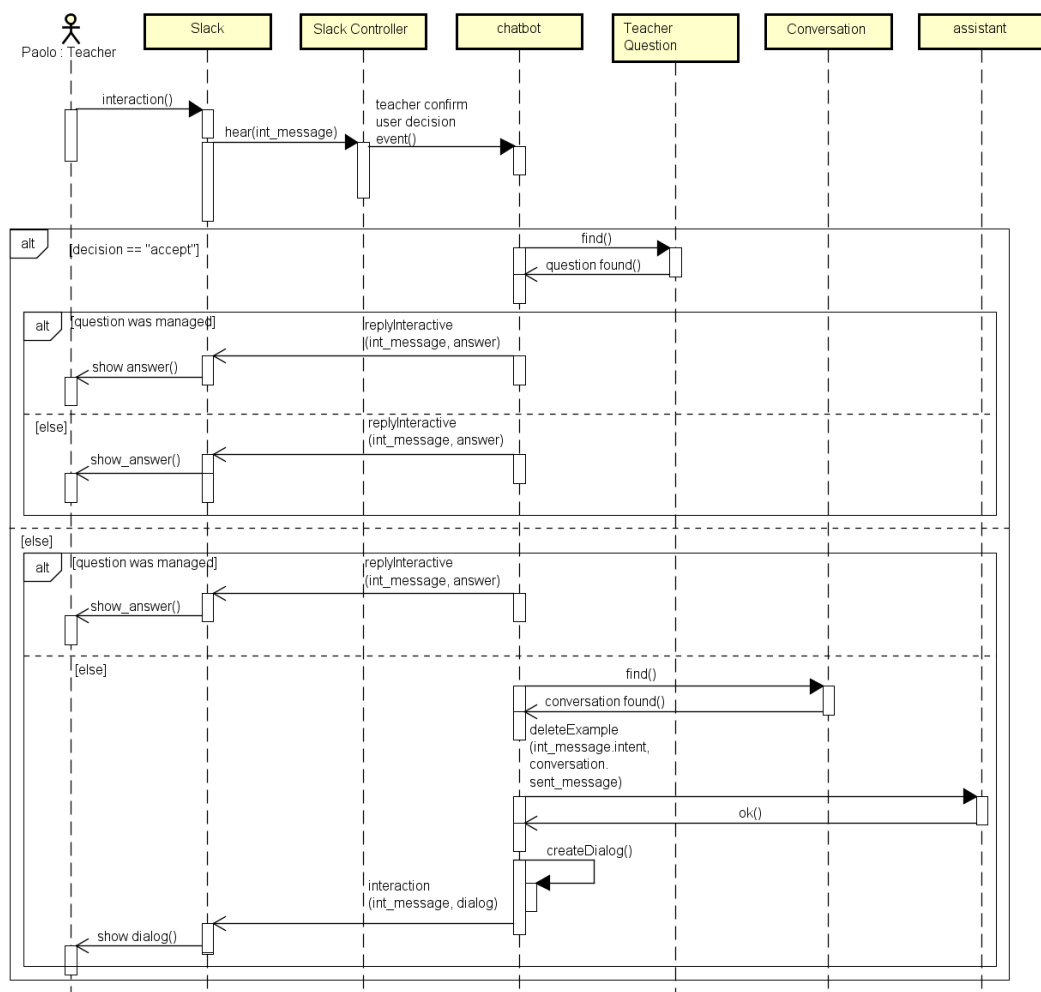 Slack
Slack Controller
chatbot
Teacher
Question
Conversation
assistant
Paolo : Teacher
interaction()
teacher confirm
user decision
event()
hear(int_message)
alt
[decision == "accept"]
find()
question found()
alt
[question was managed]
replyInteractive
(int_message, answer)
show answer()
[else]
replyInteractive
(int_message, answer)
show_answer()
[else]
alt
[question was managed]
replyInteractive
(int_message, answer)
show_answer()
[else]
find()
conversation found()
deleteExample
(int_message.intent,
conversation.
sent_message)
ok()
createDialog()
interaction
(int_message, dialog)
show dialog()